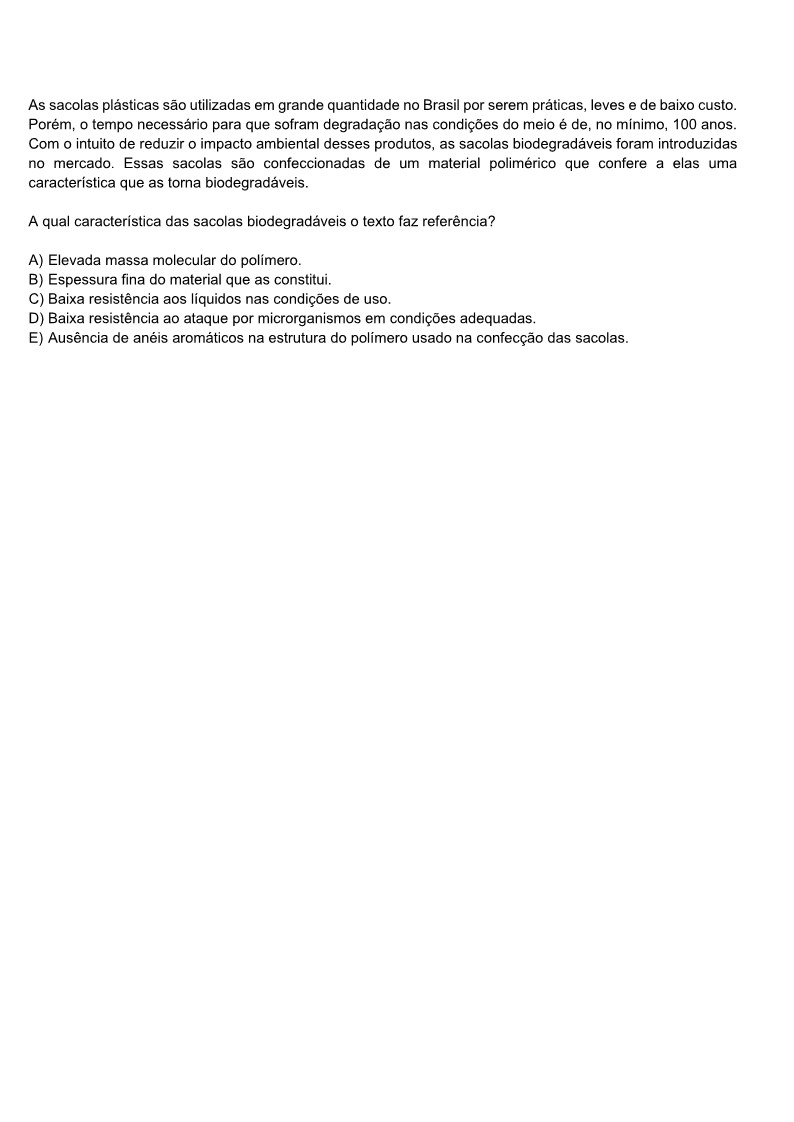 As sacolas plásticas são utilizadas em grande quantidade no Brasil por serem práticas, leves e de baixo custo.
Porém, o tempo necessário para que sofram degradação nas condições do meio é de, no mínimo, 100 anos.
Com o intuito de reduzir o impacto ambiental desses produtos, as sacolas biodegradáveis foram introduzidas
no mercado. Essas sacolas são confeccionadas de um material polimérico que confere a elas uma
característica que as torna biodegradáveis.
A qual característica das sacolas biodegradáveis o texto faz referência?
A) Elevada massa molecular do polímero.
B) Espessura fina do material que as constitui.
C) Baixa resistência aos líquidos nas condições de uso.
D) Baixa resistência ao ataque por microrganismos em condições adequadas.
E) Ausência de anéis aromáticos na estrutura do polímero usado na confecção das sacolas.